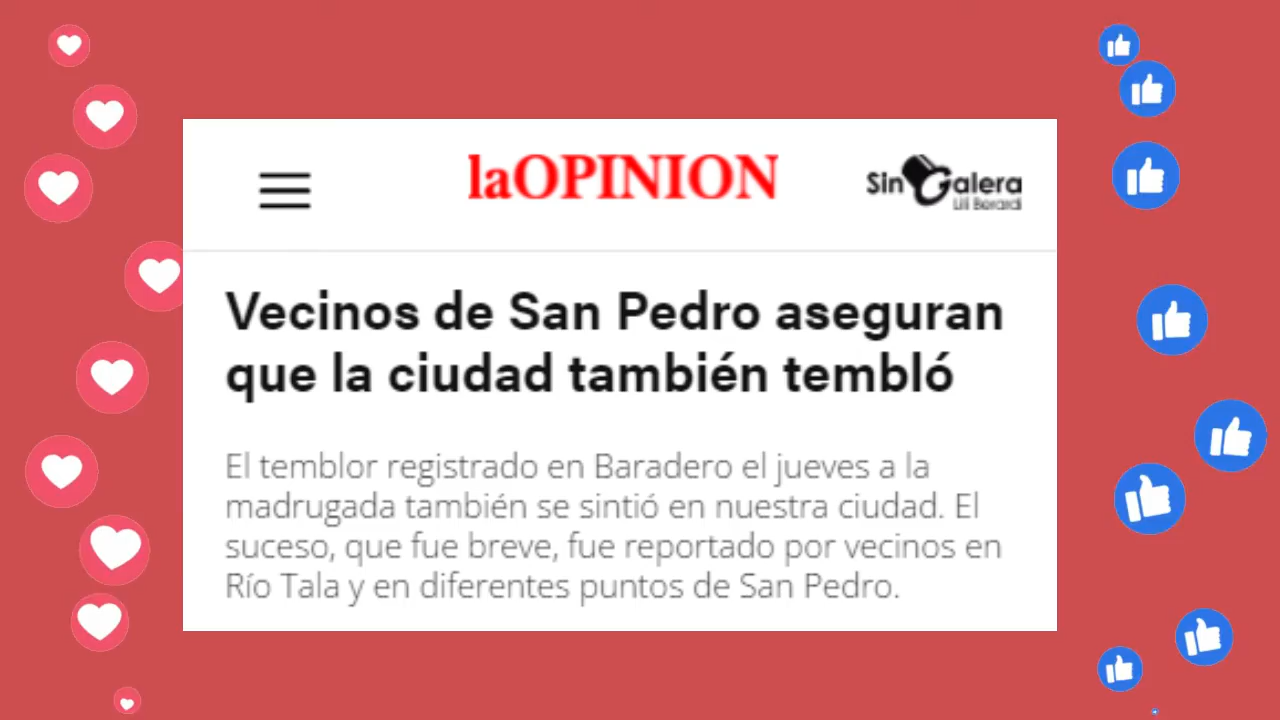 laOPINION
Sin Galera
Lili Berardi
Vecinos de San Pedro aseguran
que la ciudad también tembló
El temblor registrado en Baradero el jueves a la
madrugada también se sintió en nuestra ciudad. El
suceso, que fue breve, fue reportado por vecinos en
Río Tala y en diferentes puntos de San Pedro.